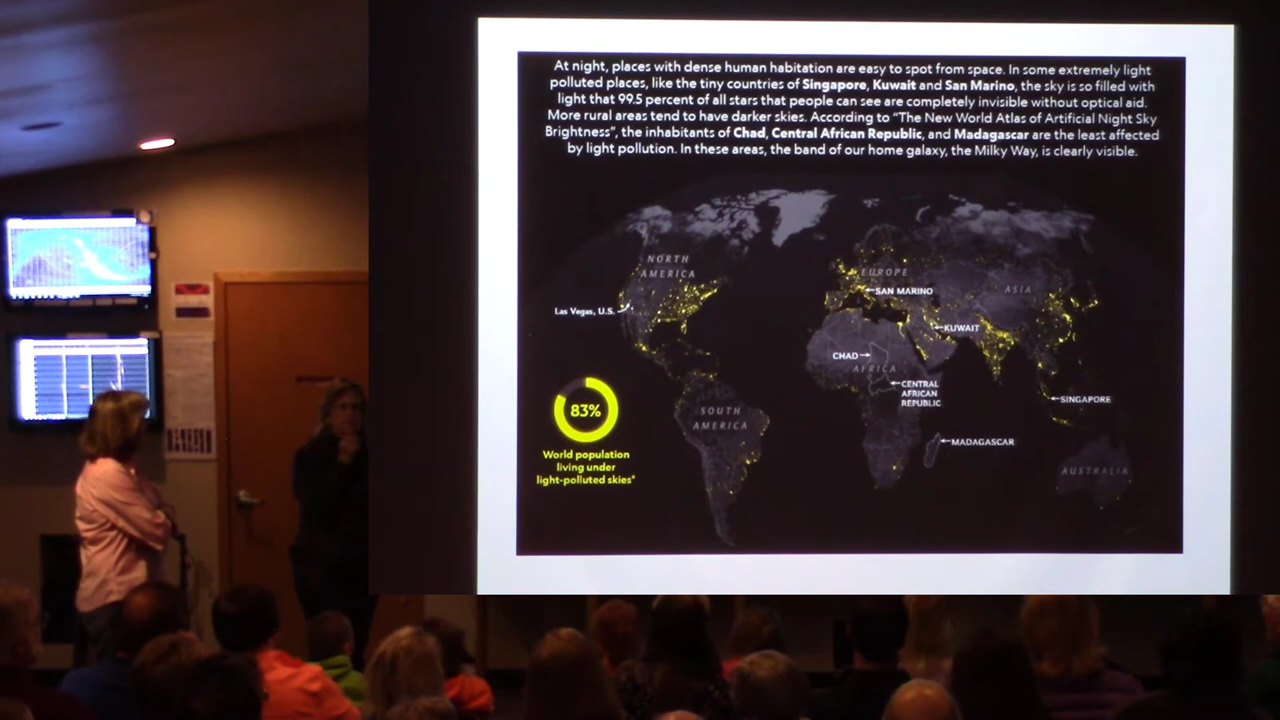 At night, places with dense human habitation are easy to spot from space. In some extremely light
polluted places, like the tiny countries of Singapore, Kuwait and San Marino, the sky is so filled with
light that 99.5 percent of all stars that people can see are completely invisible without optical aid.
More rural areas tend to have darker skies. According to “The New World Atlas of Artificial Night Sky
Brightness”, the inhabitants of Chad, Central African Republic, and Madagascar are the least affected
by light pollution. In these areas, the band of our home galaxy, the Milky Way, is clearly visible.
NORTH
AMERICA
EUROPE
ASIA
SAN MARINO
Las Vegas, U.S.
KUWAIT
CHAD
AFRICA
CENTRAL
AFRICAN
REPUBLIC
SINGAPORE
SOUTH
AMERICA
MADAGASCAR
AUSTRALIA
83%
World population
living under
light-polluted skies*